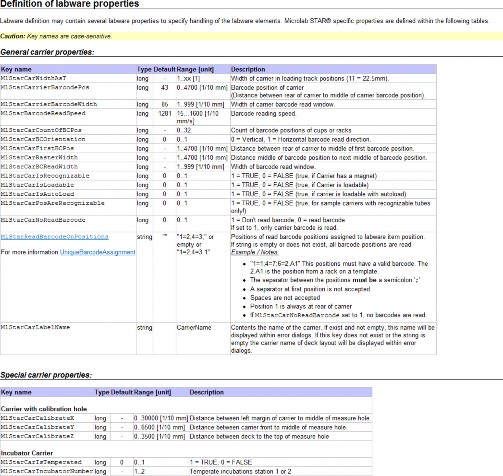 Definition of labware properties
Labware definition may contain several labware properties to specify handling of the labware elements. Microlab STAR® specific properties are defined within the following tables.
Caution: Key names are case-sensitive.
General carrier properties:
Key name Type Default Range [unit] Description
MlStarCarWidthAsT long - 1..xx [T] Width of carrier in loading track positions (1T = 22.5mm).
MlStarCarrierBarcodePos long 43 0..4700 [1/10 mm] Barcode position of carrier
(Distance between rear of carrier to middle of carrier barcode position).
MlStarCarrierBarcodeWidth long 85 1..999 [1/10 mm] Width of carrier barcode read window.
MlStarBarcodeReadSpeed long 1281 15...1600 [1/10 mm/s] Barcode reading speed.
MlStarCarCountOfBCPos long - 0..32 Count of barcode positions of cups or racks
MlStarCarBCOrientation long 0 0..1 0 = Vertical, 1 = Horizontal barcode read direction.
MlStarCarFirstBCPos long - 1..4700 [1/10 mm] Distance between rear of carrier to middle of first barcode position.
MlStarCarRasterWidth long - 1..4700 [1/10 mm] Distance middle of barcode position to next middle of barcode position.
MlStarCarBCReadWidth long - 1..999 [1/10 mm] Width of barcode read window.
MlStarCarIsRecognizable long 0 0..1 1 = TRUE, 0 = FALSE (true, if Carrier has a magnet)
MlStarCarIsLoadable long 0 0..1 1 = TRUE, 0 = FALSE (true, if carrier is loadable)
MlStarCarIsAutoLoad long 0 0..1 1 = TRUE, 0 = FALSE (true, if carrier is loadable with autoload)
MlStarCarPosAreRecognizable long 0 0..1 1 = TRUE, 0 = FALSE (true, for sample carriers with recognizable tubes
only!)
MlStarCarNoReadBarcode long 0 0..1 1 = Don't read barcode, 0 = read barcode
If set to 1, only carrier barcode is read.
MlStarReadBarcodeOnPositions string "" "1=2;4=3;" or Positions of read barcode positions assigned to labware item position.
empty or If string is empty or does not exist, all barcode positions are read
For more information UniqueBarcodeAssignment "1=2;4=3.1" Example / Notes:
• "1=1;4=7;6=2.A1" This positions must have a valid barcode. The
2.A1 is the position from a rack on a template.
• The separator between the positions must be a semicolon ';'
• A separator at first position is not accepted
• Spaces are not accepted
• Position 1 is always at rear of carrier
• If MlStarCarNoReadBarcode set to 1, no barcodes are read.
MlStarCarLabelName string CarrierName Contents the name of the carrier. If exist and not empty, this name will be
displayed within error dialogs. If this key does not exist or the string is
empty the carrier name of deck layout will be displayed within error
dialogs.
Special carrier properties:
Key name Type Default Range [unit] Description
Carrier with calibration hole
MlStarCarCalibrateX long - 0..30000 [1/10 mm] Distance between left margin of carrier to middle of measure hole.
MlStarCarCalibrateY long - 0..6500 [1/10 mm] Distance between carrier front to middle of measure hole.
MlStarCarCalibrateZ long - 0..3500 [1/10 mm] Distance between deck to the top of measure hole
Incubator Carrier
MlStarCarIsTemperated long 0 0..1 1 = TRUE, 0 = FALSE
MlStarCarIncubatorNumber long - 1..2 Temperate incubations station 1 or 2